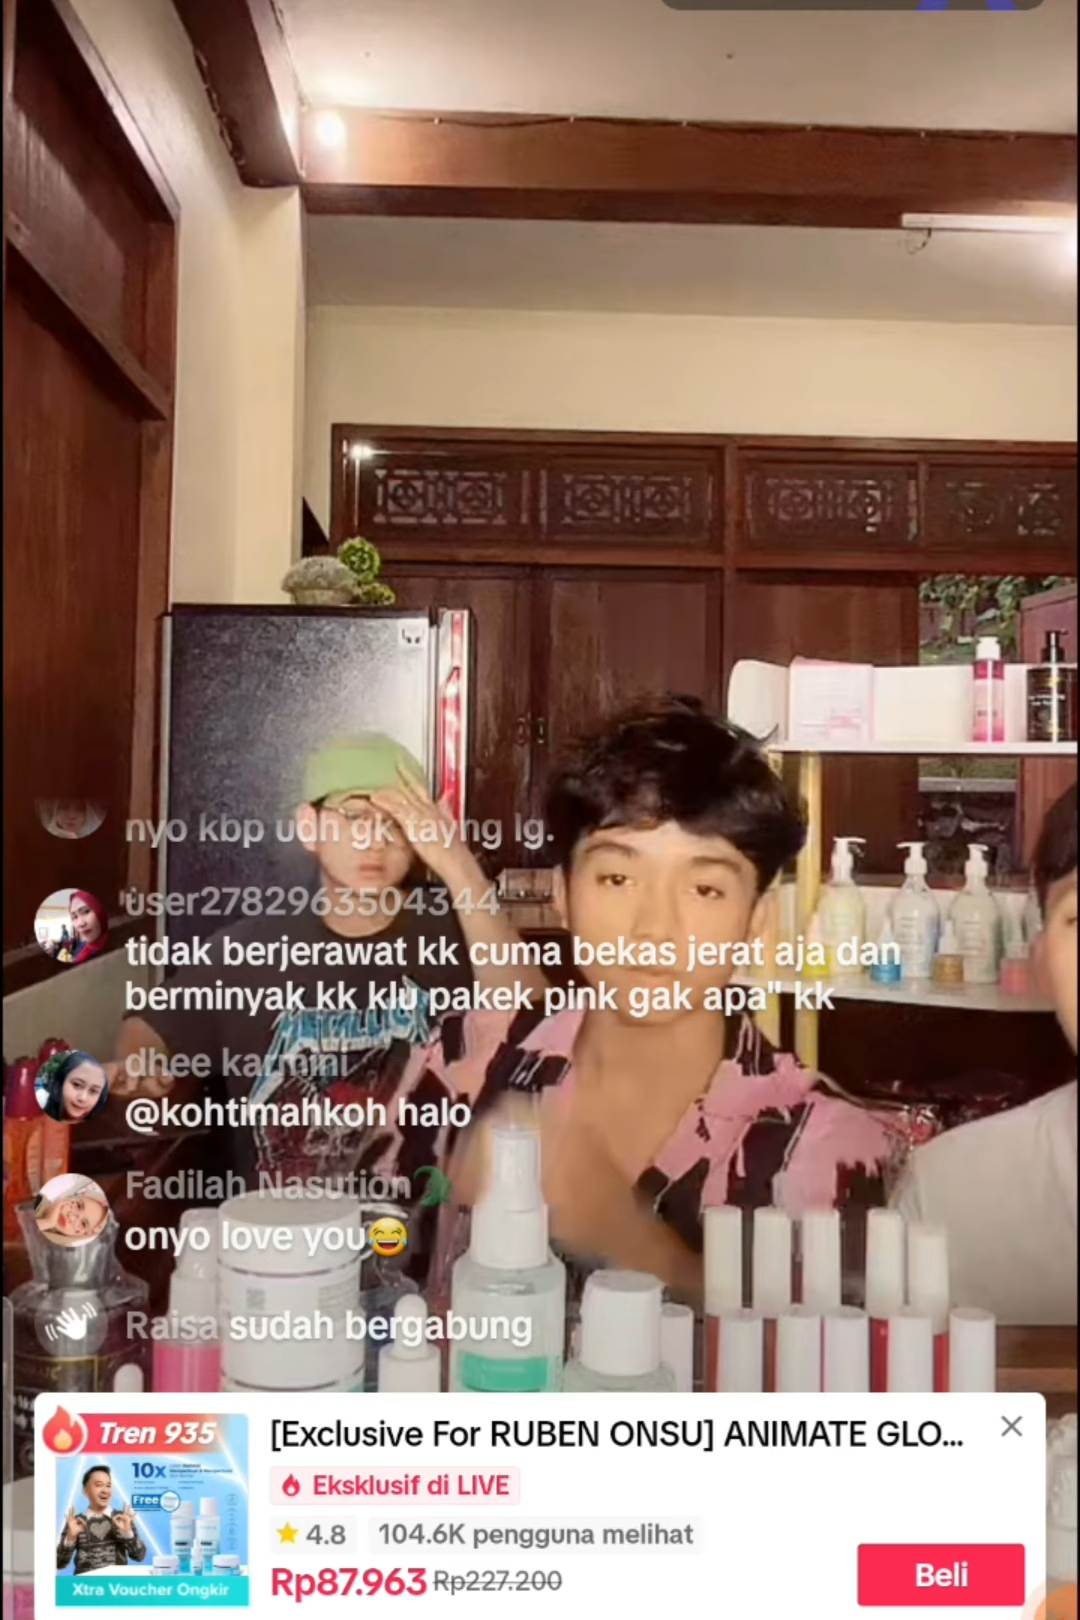 nyo kbp udh gk tayng lg.
user2782963504344
tidak berjerawat kk cuma bekas jerat aja dan
berminyak kk klu pakek pink gak apa" kk
dhee karmini
@kohtimahkoh halo
Fadilah Nasution
onyo love you😂
Raisa sudah bergabung
METALLICA
Tren 935
10x
Free
Xtra Voucher Ongkir
[Exclusive For RUBEN ONSU] ANIMATE GLO...
Eksklusif di LIVE
4.8 104.6K pengguna melihat
Rp87.963 Rp227.200
Beli